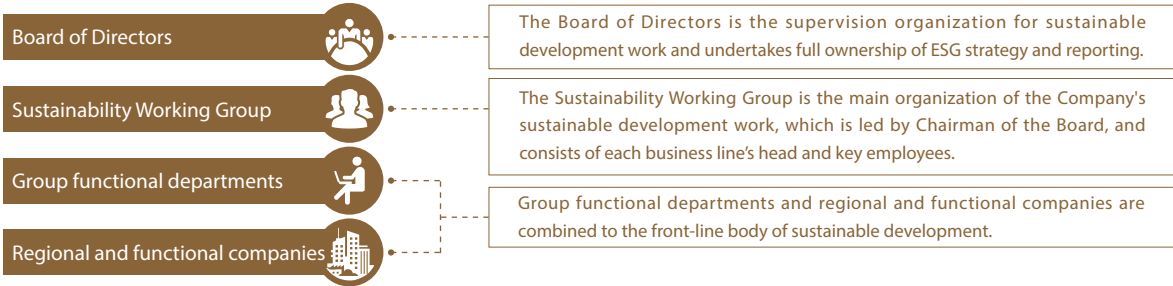 Board of Directors
The Board of Directors is the supervision organization for sustainable
development work and undertakes full ownership of ESG strategy and reporting.
Sustainability Working Group
The Sustainability Working Group is the main organization of the Company's
sustainable development work, which is led by Chairman of the Board, and
consists of each business line’s head and key employees.
Group functional departments
Regional and functional companies
Group functional departments and regional and functional companies are
combined to the front-line body of sustainable development.